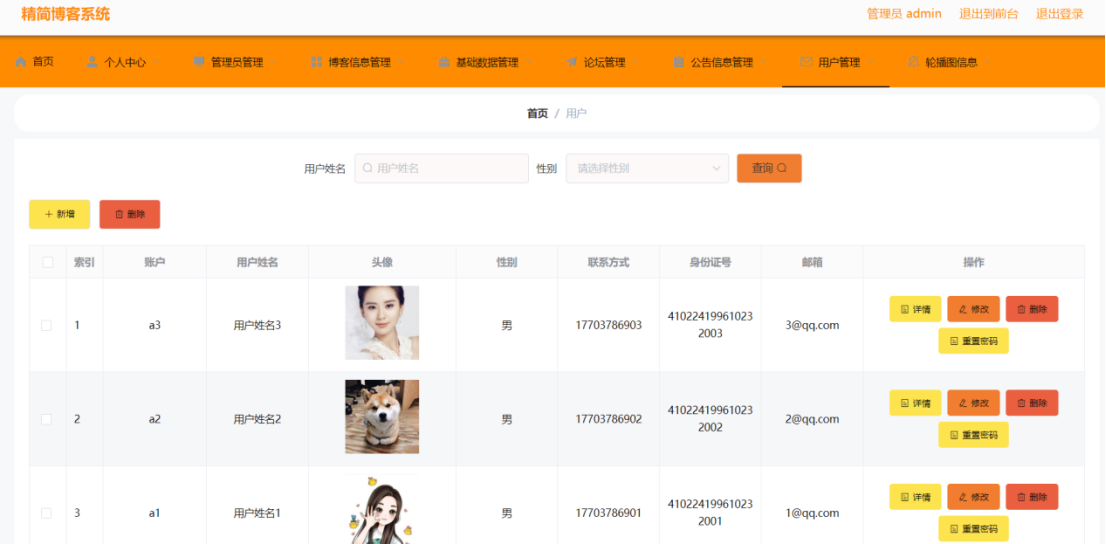 精简博客系统
管理员 admin 退出到前台 退出登录
首页 个人中心 管理员管理 博客信息管理 基础数据管理 论坛管理 公告信息管理 用户管理 轮播图信息
首页 / 用户
用户姓名 用户姓名 性别 请选择性别 查询
+ 新增 删除
索引 账户 用户姓名 头像 性别 联系方式 身份证号 邮箱 操作
1 a3 用户姓名3 男 17703786903 41022419961023 3@qq.com 详情 修改 删除
2003
重置密码
2 a2 用户姓名2 男 17703786902 41022419961023 2@qq.com 详情 修改 删除
2002
重置密码
3 a1 用户姓名1 男 17703786901 41022419961023 1@qq.com 详情 修改 删除
2001
重置密码